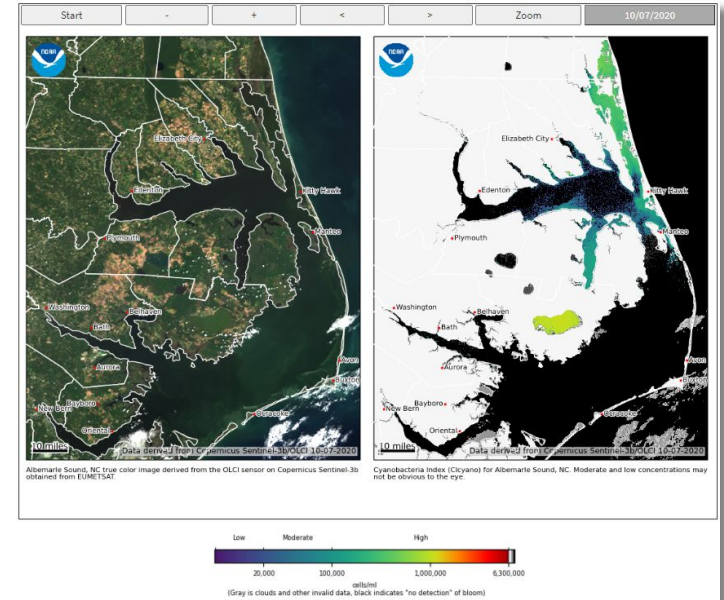 Start - + < > Zoom 10/07/2020
NOAA
Elizabeth City
Edenton
Kitty Hawk
Plymouth
Manteo
Washington
Belhaven
Bath
Aurora
Avon
Buxton
New Bern
Bayboro
Ocracoke
Oriental
10 miles
Data derived from Copernicus Sentinel-3b/OLCI 10-07-2020
NOAA
Elizabeth City
Edenton
Kitty Hawk
Plymouth
Manteo
Washington
Belhaven
Bath
Aurora
Avon
Buxton
New Bern
Bayboro
Ocracoke
Oriental
10 miles
Data derived from Copernicus Sentinel-3b/OLCI 10-07-2020
Albemarle Sound, NC true color image derived from the OLCI sensor on Copernicus Sentinel-3b
obtained from EUMETSAT.
Cyanobacteria Index (CIcyano) for Albemarle Sound, NC. Moderate and low concentrations may
not be obvious to the eye.
Low Moderate High
20,000 100,000 1,000,000 6,300,000
cells/ml
(Gray is clouds and other invalid data, black indicates "no detection" of bloom)